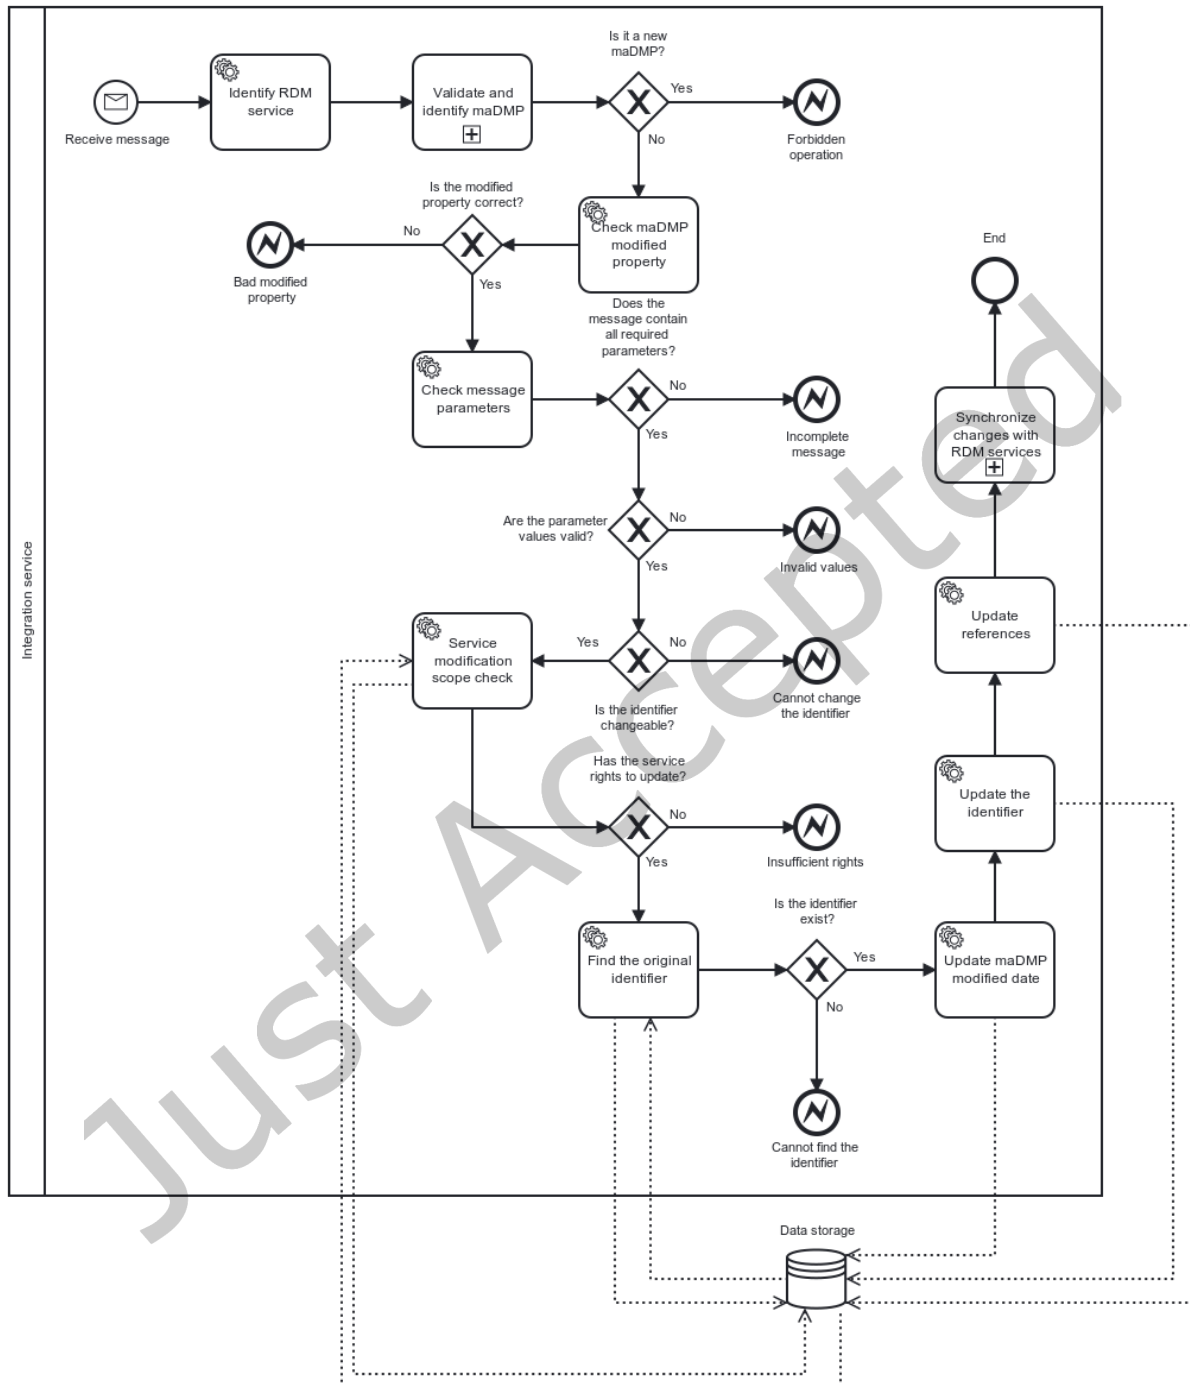 Is it a new
maDMP?
Identify RDM
service
Validate and
identify maDMP
Yes
Receive message
No
Forbidden
operation
Is the modified
property correct?
No
Check maDMP
modified
property
Bad modified
property
Yes
End
Does the
message contain
all required
parameters?
Check message
parameters
No
Yes
Incomplete
message
Synchronize
changes with
RDM services
Are the parameter
values valid?
No
Yes
Invalid values
Integration service
Update
references
Service
modification
scope check
Yes
No
Cannot change
the identifier
Is the identifier
changeable?
Has the service
rights to update?
Update the
identifier
No
Yes
Insufficient rights
Is the identifier
exist?
Find the original
identifier
Yes
Update maDMP
modified date
No
Cannot find the
identifier
Data storage
Just Accepted